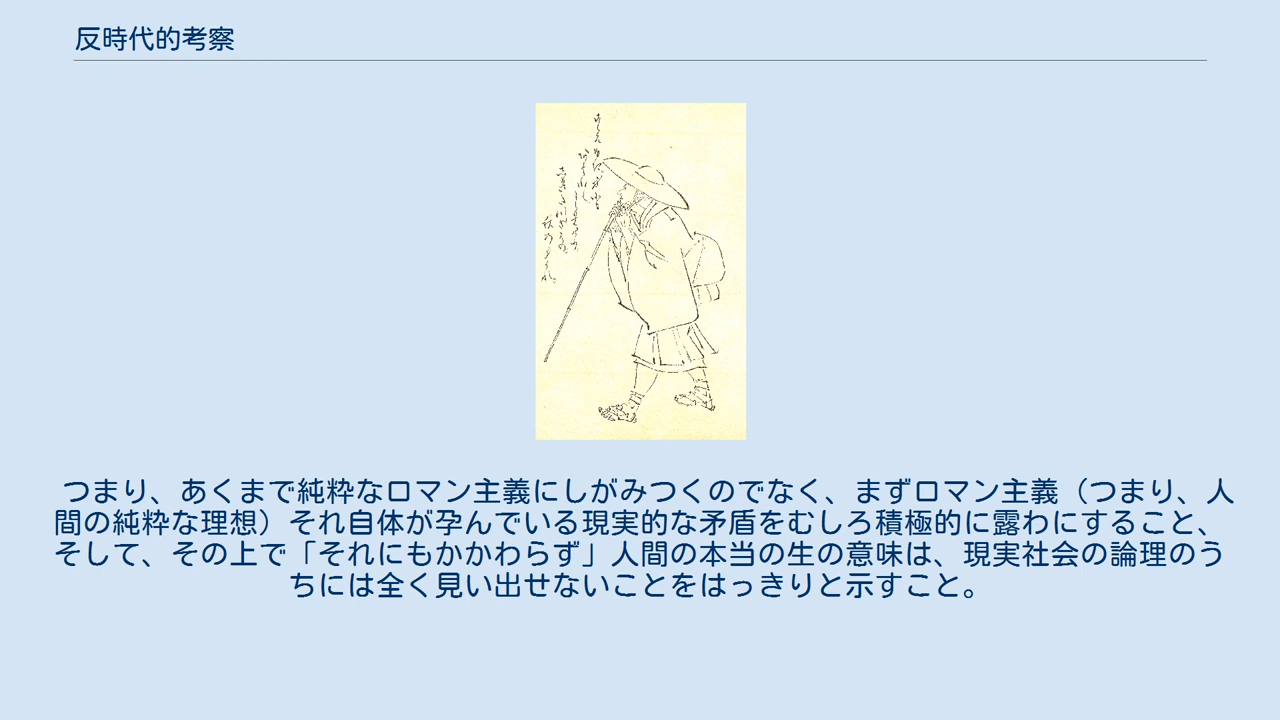 反時代的考察
つまり、あくまで純粋なロマン主義にしがみつくのでなく、まずロマン主義（つまり、人
間の純粋な理想）それ自体が孕んでいる現実的な矛盾をむしろ積極的に露わにすること、
そして、その上で「それにもかかわらず」人間の本当の生の意味は、現実社会の論理のう
ちには全く見い出せないことをはっきりと示すこと。